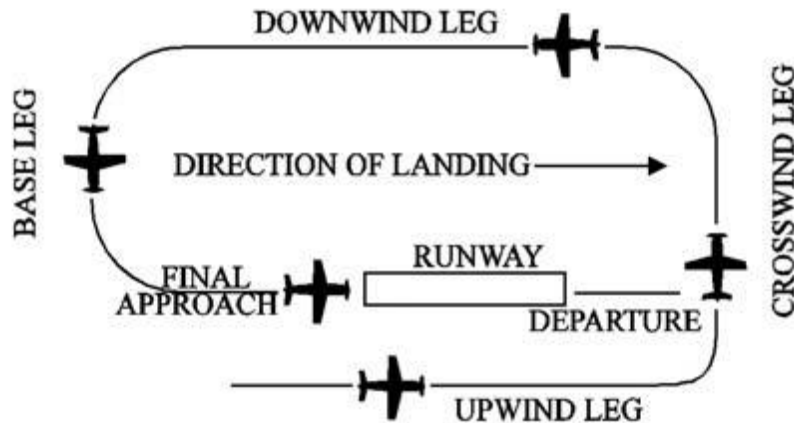 DOWNWIND LEG
BASE LEG
DIRECTION OF LANDING
CROSSWIND LEG
RUNWAY
FINAL
APPROACH
DEPARTURE
UPWIND LEG